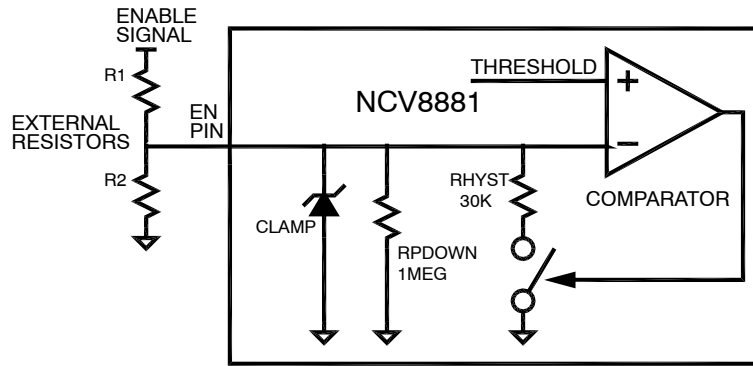 ENABLE
SIGNAL
R1
THRESHOLD
+
NCV8881
EN
PIN
EXTERNAL
RESISTORS
−
R2
RHYST
30K
COMPARATOR
CLAMP
RPDOWN
1MEG